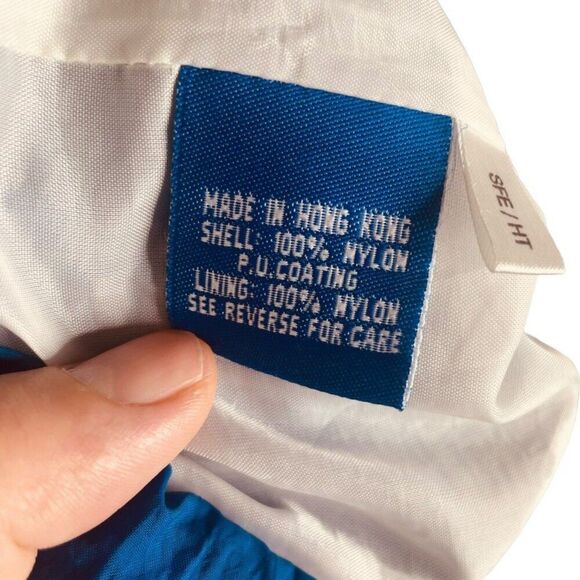 MADE IN HONG KONG
SHELL: 100% NYLON
P.U.COATING
LINING: 100% NYLON
SEE REVERSE FOR CARE
SFE / HT